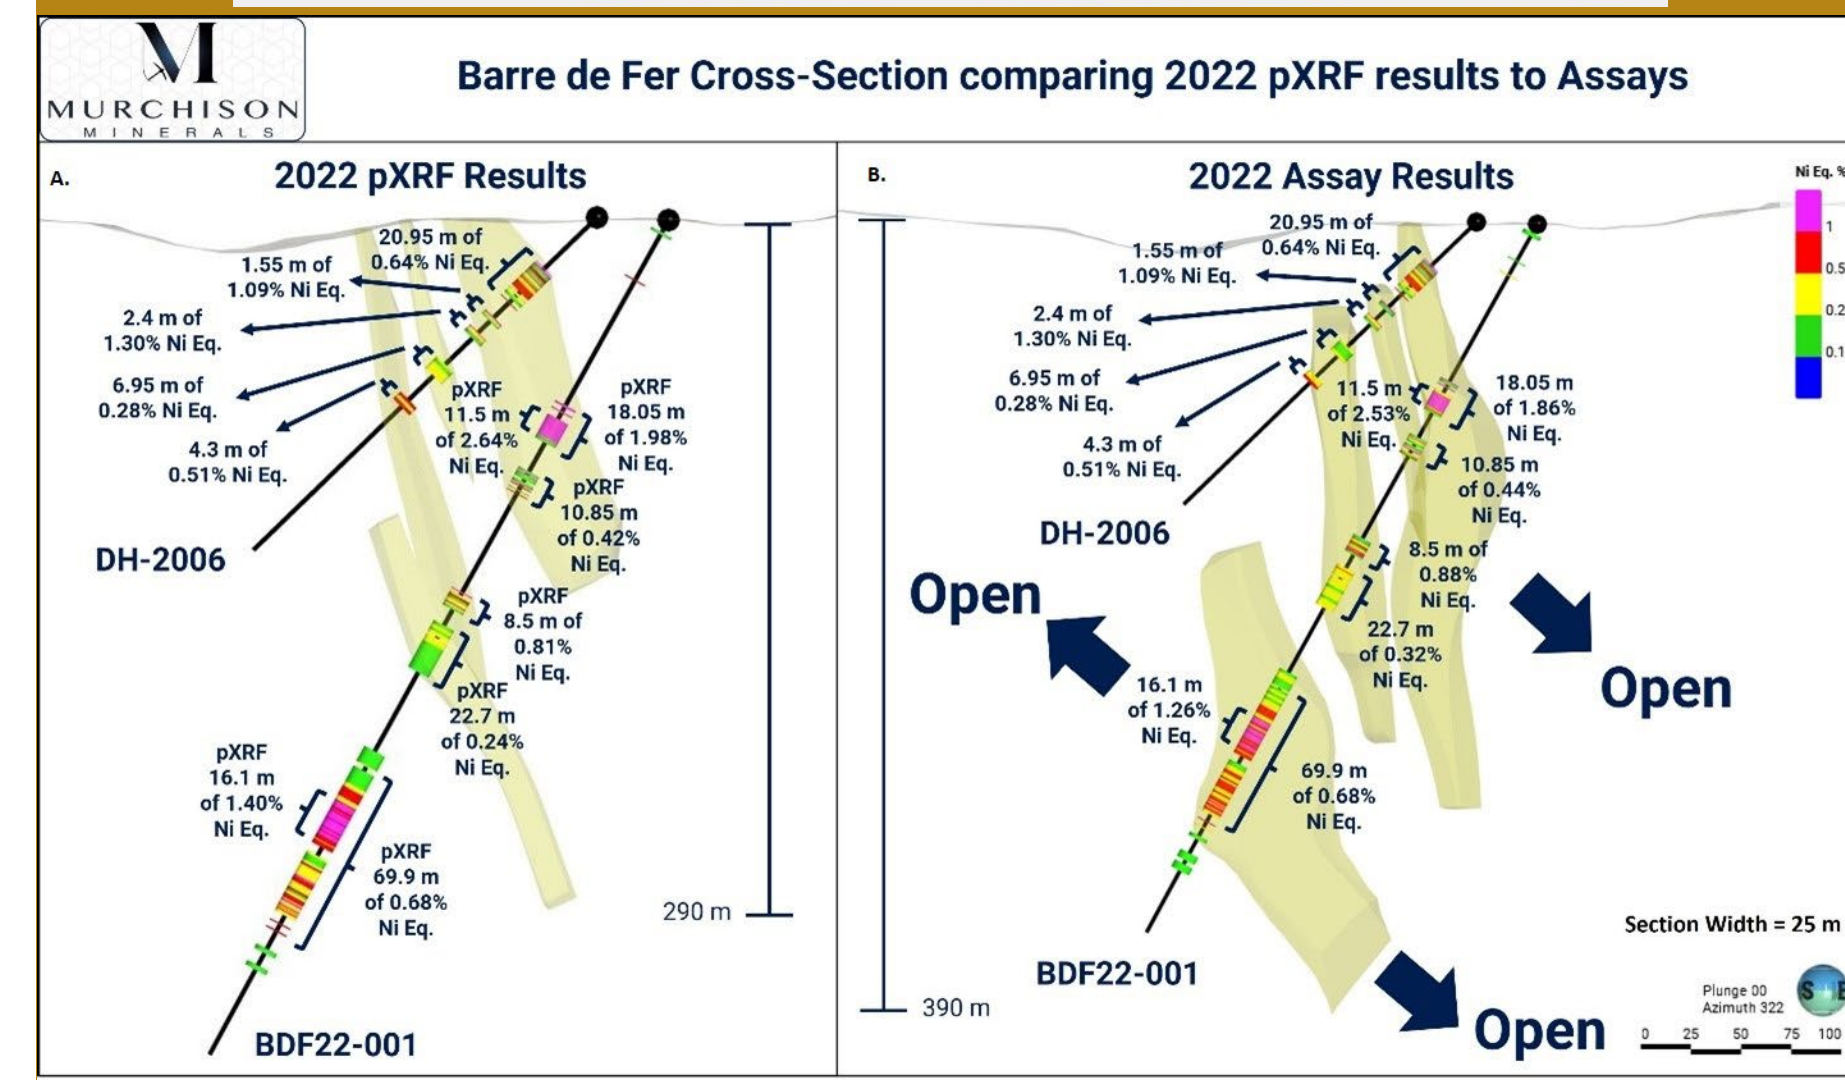 MURCHISON
MINERALS
Barre de Fer Cross-Section comparing 2022 pXRF results to Assays
A.
2022 pXRF Results
20.95 m of
0.64% Ni Eq.
1.55 m of
1.09% Ni Eq.
2.4 m of
1.30% Ni Eq.
6.95 m of
0.28% Ni Eq.
4.3 m of
0.51% Ni Eq.
pXRF
11.5 m
of 2.64%
Ni Eq.
pXRF
18.05 m
of 1.98%
Ni Eq.
pXRF
10.85 m
of 0.42%
Ni Eq.
DH-2006
pXRF
8.5 m of
0.81%
Ni Eq.
pXRF
22.7 m
of 0.24%
Ni Eq.
pXRF
16.1 m
of 1.40%
Ni Eq.
pXRF
69.9 m
of 0.68%
Ni Eq.
290 m
BDF22-001
B.
2022 Assay Results
20.95 m of
0.64% Ni Eq.
1.55 m of
1.09% Ni Eq.
2.4 m of
1.30% Ni Eq.
6.95 m of
0.28% Ni Eq.
4.3 m of
0.51% Ni Eq.
11.5 m
of 2.53%
Ni Eq.
18.05 m
of 1.86%
Ni Eq.
10.85 m
of 0.44%
Ni Eq.
DH-2006
8.5 m of
0.88%
Ni Eq.
Open
22.7 m
of 0.32%
Ni Eq.
Open
16.1 m
of 1.26%
Ni Eq.
69.9 m
of 0.68%
Ni Eq.
BDF22-001
390 m
Open
Ni Eq. %
1
0.5
0.2
0.1
Section Width = 25 m
Plunge 00
Azimuth 322
S E
0 25 50 75 100